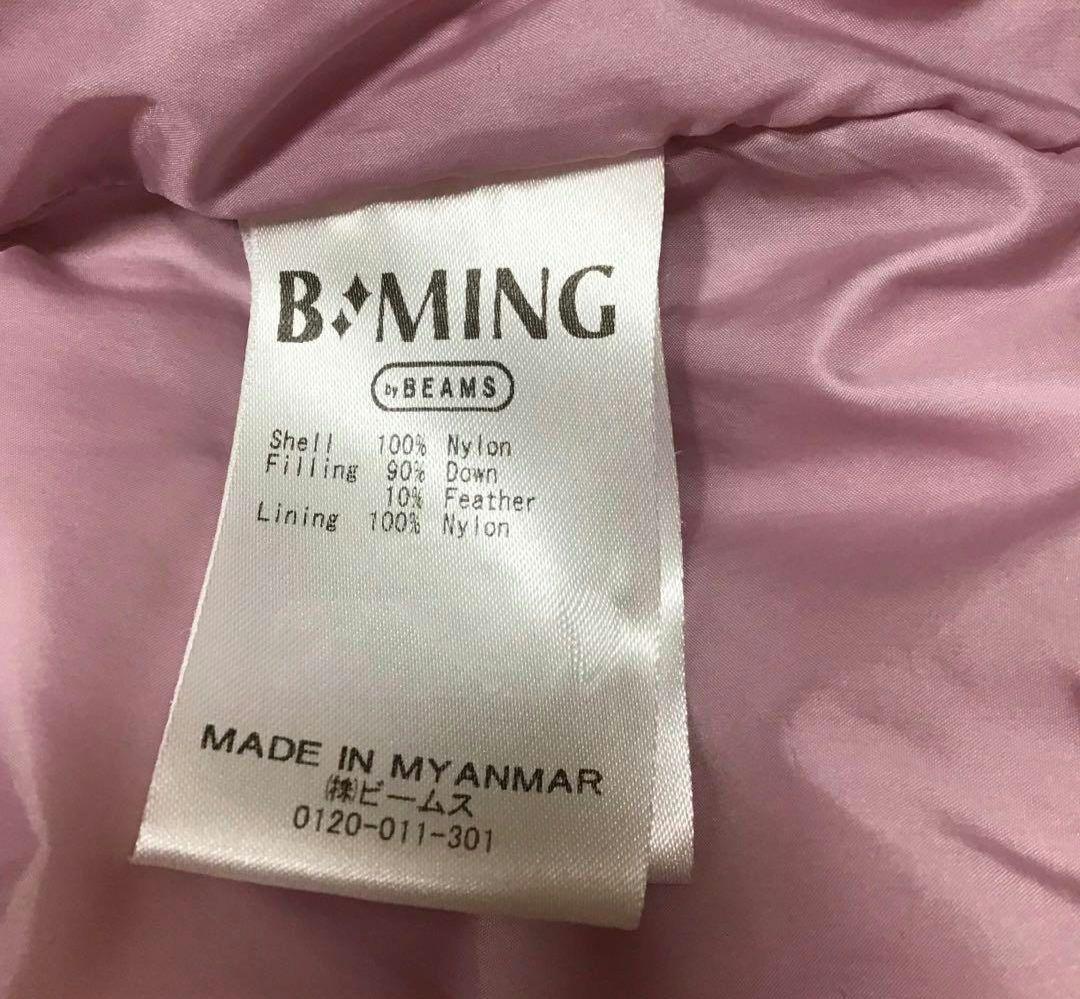 B MING
by BEAMS
Shell 100% Nylon
Filling 90% Down
10% Feather
Lining 100% Nylon
MADE IN MYANMAR
㈱ビームス
0120-011-301